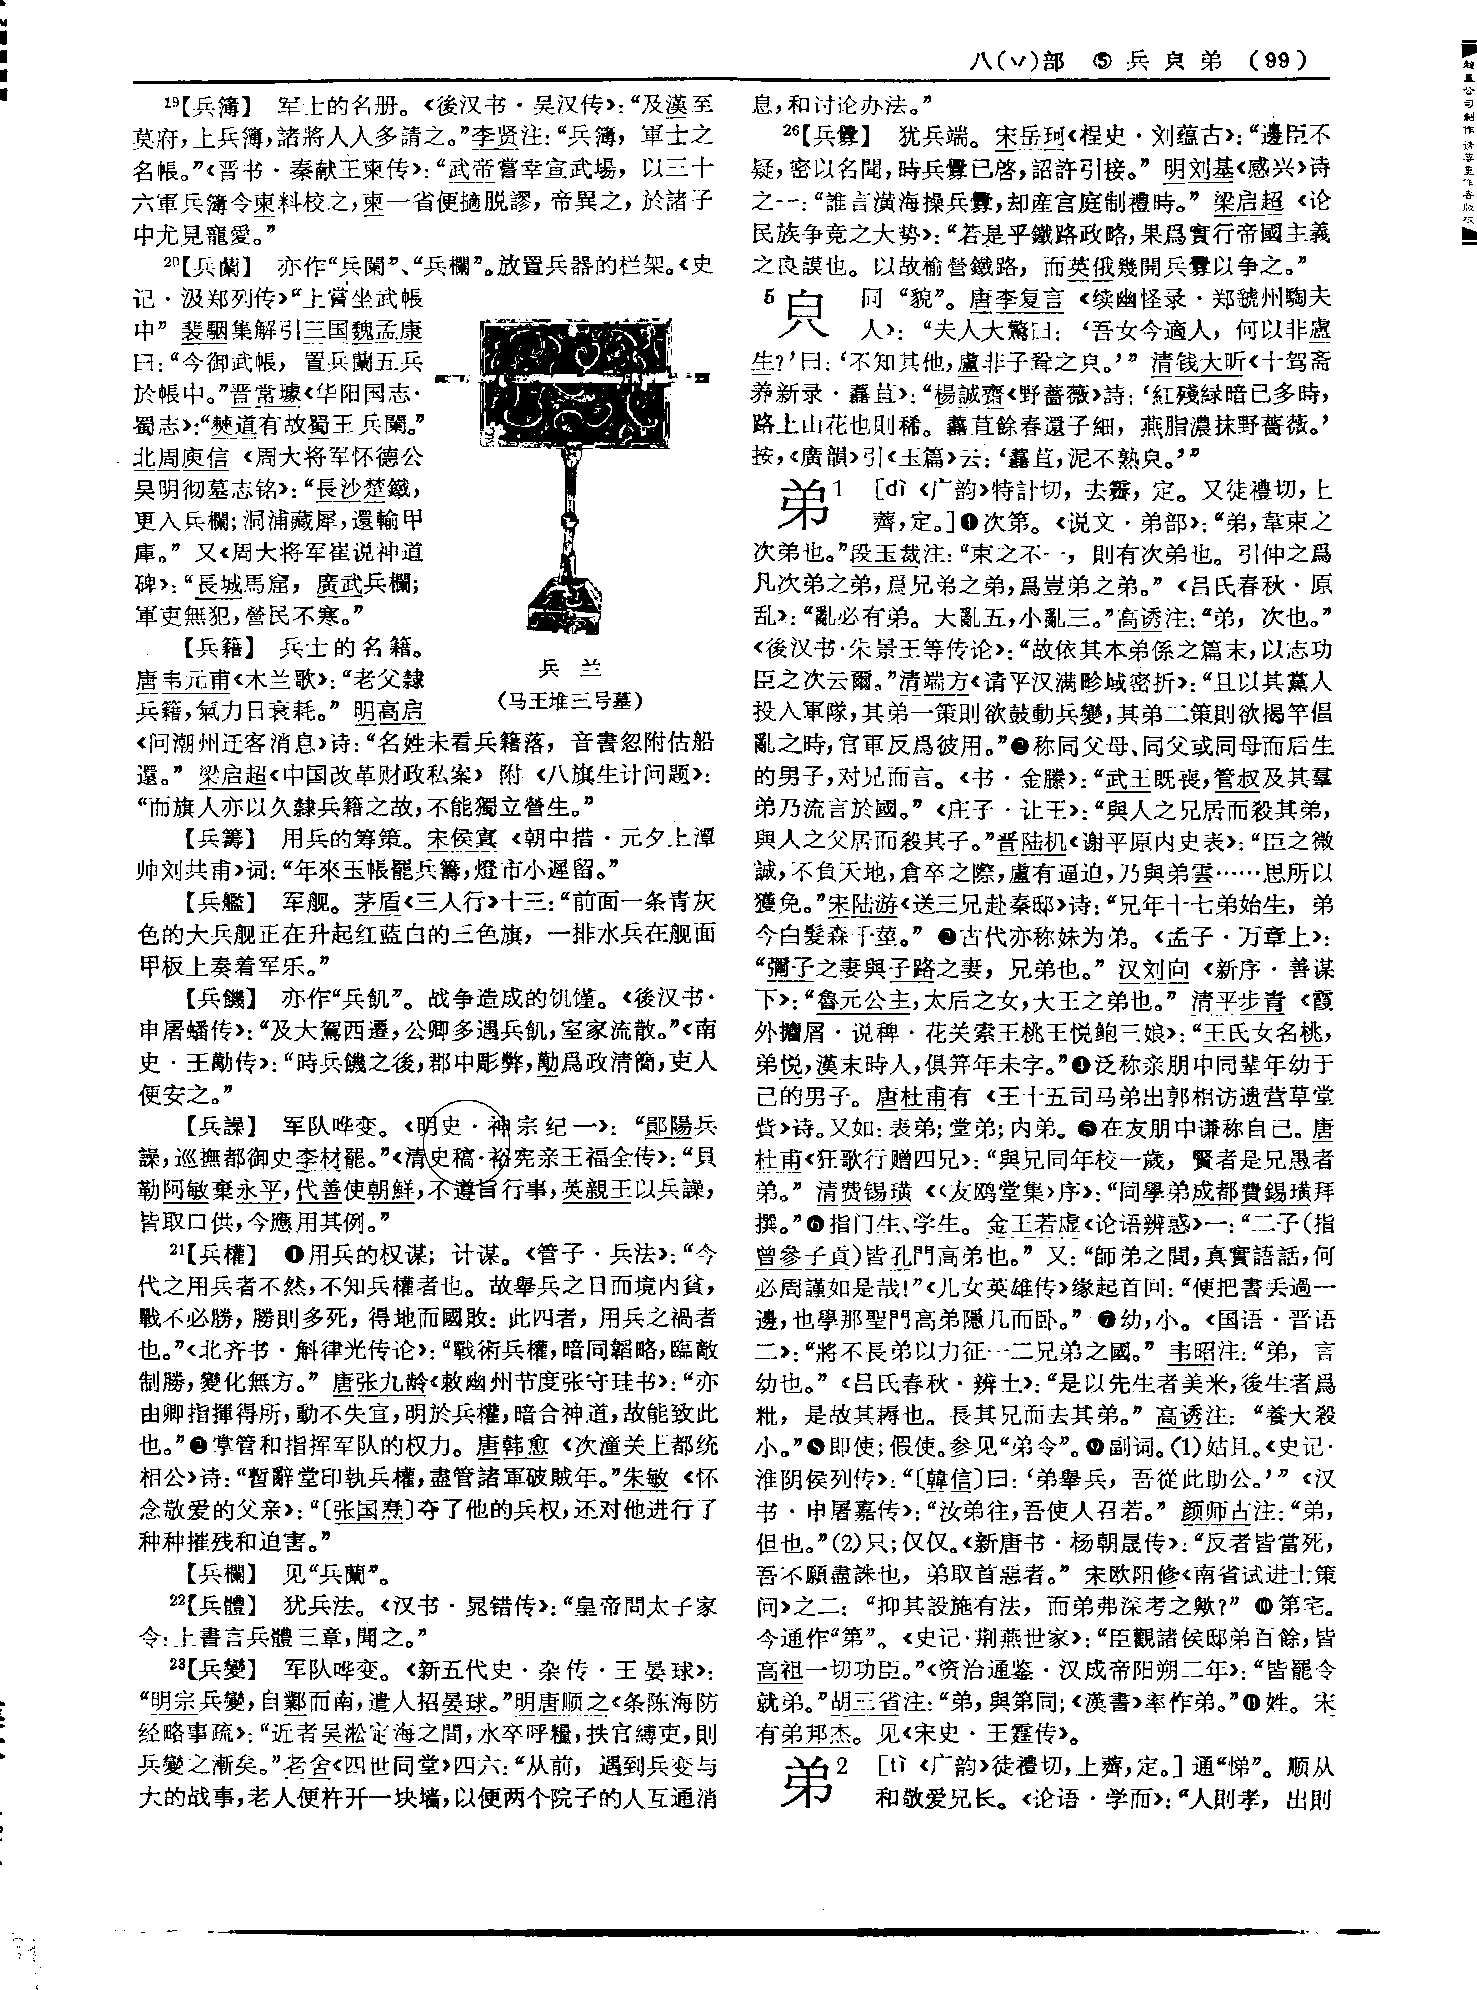 八(丷)部 ⑤ 兵皃弟 (99)
19【兵簿】 军士的名册。《後汉书·吴汉传》：“及漢至
莫府，上兵簿，諸將人人多請之。”李贤注：“兵簿，軍士之
名帳。”《晋书·秦献王柬传》：“武帝嘗幸宣武場，以三十
六軍兵簿令柬料校之，柬一省便擿脱謬，帝異之，於諸子
中尤見寵愛。”
20【兵蘭】 亦作“兵闌”、“兵欄”。放置兵器的栏架。《史
记·汲郑列传》“上嘗坐武帳
中” 裴駰集解引三国魏孟康
曰：“今御武帳，置兵蘭五兵
於帳中。”晋常璩《华阳国志·
蜀志》：“僰道有故蜀王兵闌。”
北周庾信《周大将军怀德公
吴明彻墓志铭》：“長沙楚鐵，
更入兵欄；洞浦藏犀，還輸甲
庫。” 又《周大将军崔说神道
碑》：“長城馬窟，廣武兵欄；
軍吏無犯，營民不寒。”
【兵籍】 兵士的名籍。
唐韦元甫《木兰歌》：“老父隸
兵籍，氣力日衰耗。” 明高启
《问潮州迁客消息》诗：“名姓未看兵籍落，音書忽附估船
還。” 梁启超《中国改革财政私案》附《八旗生计问题》：
“而旗人亦以久隸兵籍之故，不能獨立營生。”
兵 兰
(马王堆三号墓)
【兵籌】 用兵的筹策。宋侯寘《朝中措·元夕上潭
帅刘共甫》词：“年來玉帳罷兵籌，燈市小遲留。”
【兵艦】 军舰。茅盾《三人行》十三：“前面一条青灰
色的大兵舰正在升起红蓝白的三色旗，一排水兵在舰面
甲板上奏着军乐。”
【兵饑】 亦作“兵飢”。战争造成的饥馑。《後汉书·
申屠蟠传》：“及大駕西遷，公卿多遇兵飢，室家流散。”《南
史·王勱传》：“時兵饑之後，郡中彫弊，勱爲政清簡，吏人
便安之。”
【兵譟】 军队哗变。《明史·神宗纪一》：“鄖陽兵
譟，巡撫都御史李材罷。”《清史稿·裕宪亲王福全传》：“貝
勒阿敏棄永平，代善使朝鮮，不遵旨行事，英親王以兵譟，
皆取口供，今應用其例。”
21【兵權】 ❶用兵的权谋；计谋。《管子·兵法》：“今
代之用兵者不然，不知兵權者也。故舉兵之日而境内貧，
戰不必勝，勝則多死，得地而國敗：此四者，用兵之禍者
也。”《北齐书·斛律光传论》：“戰術兵權，暗同韜略，臨敵
制勝，變化無方。” 唐张九龄《敕幽州节度张守珪书》：“亦
由卿指揮得所，動不失宜，明於兵權，暗合神道，故能致此
也。”❷掌管和指挥军队的权力。唐韩愈《次潼关上都统
相公》诗：“暫辭堂印執兵權，盡管諸軍破賊年。”朱敏《怀
念敬爱的父亲》：“〔张国焘〕夺了他的兵权，还对他进行了
种种摧残和迫害。”
【兵欄】 见“兵蘭”。
22【兵體】 犹兵法。《汉书·晁错传》：“皇帝問太子家
令：上書言兵體三章，聞之。”
23【兵變】 军队哗变。《新五代史·杂传·王晏球》：
“明宗兵變，自鄴而南，遣人招晏球。”明唐顺之《条陈海防
经略事疏》：“近者吴淞定海之間，水卒呼糧，挟官縛吏，則
兵變之漸矣。”老舍《四世同堂》四六：“从前，遇到兵变与
大的战事，老人便杵开一块墙，以便两个院子的人互通消
息，和讨论办法。”
26【兵釁】 犹兵端。宋岳珂《桯史·刘蕴古》：“邊臣不
疑，密以名聞，時兵釁已啓，詔許引接。” 明刘基《感兴》诗
之一：“誰言濒海操兵釁，却産宫庭制禮時。” 梁启超《论
民族争竞之大势》：“若是乎鐵路政略，果爲實行帝國主義
之良謨也。以故榆營鐵路，而英俄幾開兵釁以争之。”
5皃 同“貌”。唐李复言《续幽怪录·郑虢州騊夫
人》：“夫人大驚曰：‘吾女今適人，何以非盧
生？’曰：‘不知其他，盧非子聟之皃。’” 清钱大昕《十驾斋
养新录·蘽苴》：“楊誠齋《野薔薇》詩：‘紅殘緑暗已多時，
路上山花也則稀。蘽苴餘春還子細，燕脂濃抹野薔薇。’
按，《廣韻》引《玉篇》云：‘蘽苴，泥不熟皃。’”
弟1 [dì《广韵》特計切，去霽，定。又徒禮切，上
薺，定。]❶次第。《说文·弟部》：“弟，韋束之
次弟也。”段玉裁注：“束之不一，則有次弟也。引伸之爲
凡次弟之弟，爲兄弟之弟，爲豈弟之弟。”《吕氏春秋·原
乱》：“亂必有弟。大亂五，小亂三。”高诱注：“弟，次也。”
《後汉书·朱景王等传论》：“故依其本弟係之篇末，以志功
臣之次云爾。”清端方《请平汉满畛域密折》：“且以其黨人
投入軍隊，其弟一策則欲鼓動兵變，其弟二策則欲揭竿倡
亂之時，官軍反爲彼用。”❷称同父母、同父或同母而后生
的男子，对兄而言。《书·金縢》：“武王既喪，管叔及其羣
弟乃流言於國。”《庄子·让王》：“與人之兄居而殺其弟，
與人之父居而殺其子。”晋陆机《谢平原内史表》：“臣之微
誠，不負天地，倉卒之際，慮有逼迫，乃與弟雲……思所以
獲免。”宋陆游《送三兄赴秦邸》诗：“兄年十七弟始生，弟
今白髮森千莖。” ❸古代亦称妹为弟。《孟子·万章上》：
“彌子之妻與子路之妻，兄弟也。” 汉刘向《新序·善谋
下》：“魯元公主，太后之女，大王之弟也。” 清平步青《霞
外攟屑·说稗·花关索王桃王悦鲍三娘》：“王氏女名桃，
弟悦，漢末時人，俱笄年未字。”❹泛称亲朋中同辈年幼于
己的男子。唐杜甫有《王十五司马弟出郭相访遗营草堂
赀》诗。又如：表弟；堂弟；内弟。❺在友朋中谦称自己。唐
杜甫《狂歌行赠四兄》：“與兄同年校一歲，賢者是兄愚者
弟。” 清费锡璜《〈友鸥堂集〉序》：“同學弟成都費錫璜拜
撰。”❻指门生、学生。金王若虚《论语辨惑》一：“二子(指
曾参子貢)皆孔門高弟也。” 又：“師弟之間，真實語話，何
必周謹如是哉！”《儿女英雄传》缘起首回：“便把書丢過一
邊，也學那聖門高弟隱几而卧。” ❼幼，小。《国语·晋语
二》：“將不長弟以力征一二兄弟之國。” 韦昭注：“弟，言
幼也。”《吕氏春秋·辨土》：“是以先生者美米，後生者爲
粃，是故其耨也。長其兄而去其弟。” 高诱注：“養大殺
小。”❽即使；假使。参见“弟令”。❾副词。(1)姑且。《史记·
淮阴侯列传》：“〔韓信〕曰：‘弟舉兵，吾從此助公。’”《汉
书·申屠嘉传》：“汝弟往，吾使人召若。” 颜师古注：“弟，
但也。”(2)只；仅仅。《新唐书·杨朝晟传》：“反者皆當死，
吾不願盡誅也，弟取首惡者。” 宋欧阳修《南省试进士策
问》之二：“抑其設施有法，而弟弗深考之歟？” ❿第宅。
今通作“第”。《史记·荆燕世家》：“臣觀諸侯邸弟百餘，皆
高祖一切功臣。”《资治通鉴·汉成帝阳朔二年》：“皆罷令
就弟。”胡三省注：“弟，與第同；《漢書》率作弟。”⓫姓。宋
有弟邦杰。见《宋史·王霆传》。
弟2 [tì《广韵》徒禮切，上薺，定。]通“悌”。顺从
和敬爱兄长。《论语·学而》：“人則孝，出則